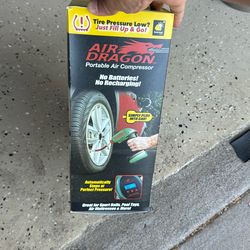 Tire Pressure Low?
Just Fill Up & Go!
AIR
DRAGON
Portable Air Compressor
No Batteries!
No Recharging!
SIMPLY PLUG
INTO CAR!
Automatically
Stops at
Perfect Pressure!
Great for Sport Balls, Pool Toys,
Air Mattresses & More!